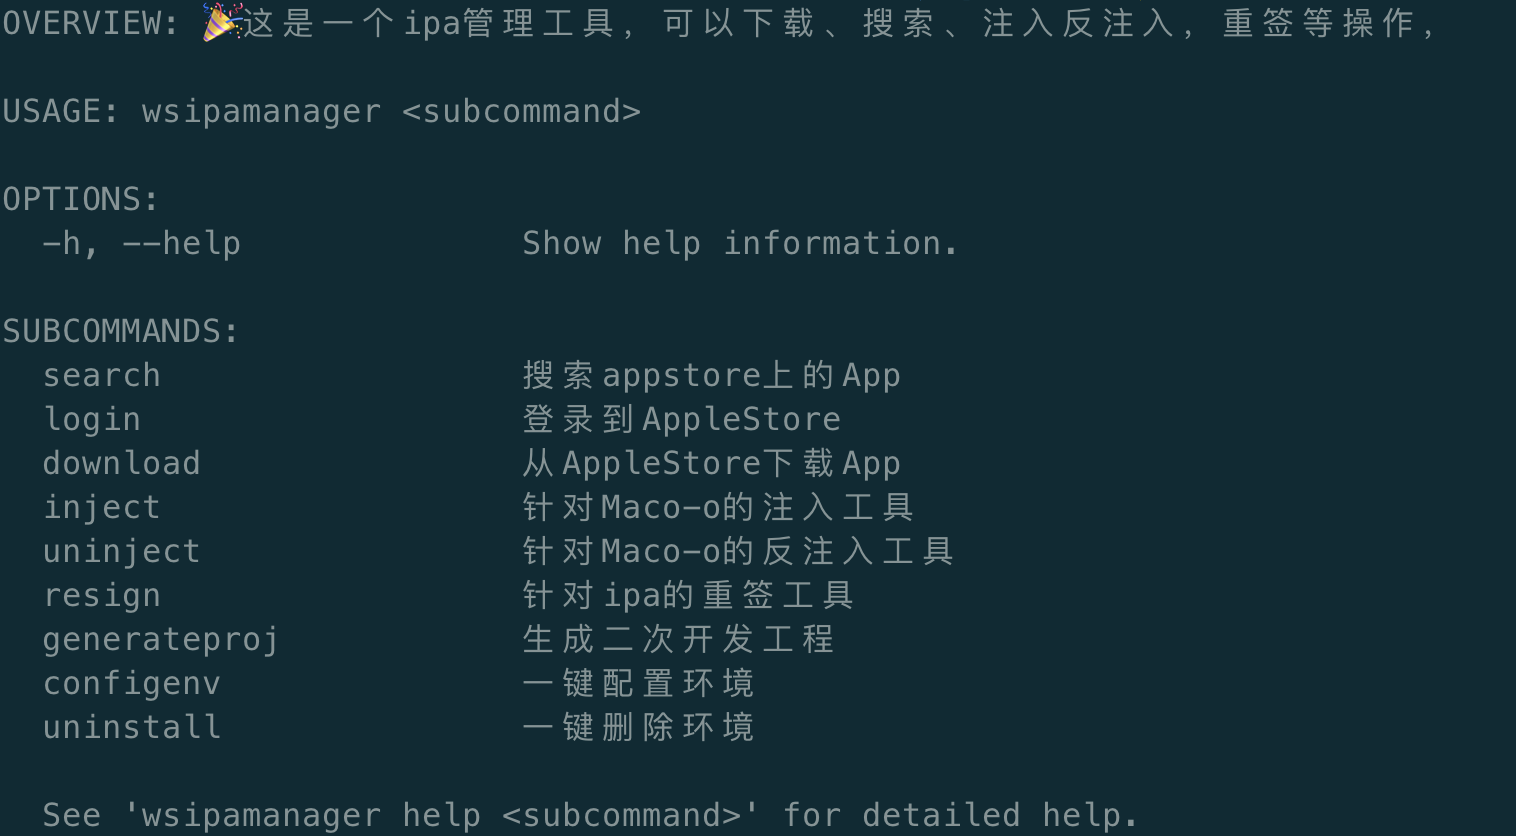 OVERVIEW: 🎉这是一个ipa管理工具，可以下载、搜索、注入反注入，重签等操作，
USAGE: wsipamanager <subcommand>
OPTIONS:
-h, --help Show help information.
SUBCOMMANDS:
search 搜索appstore上的App
login 登录到AppleStore
download 从AppleStore下载App
inject 针对Maco-o的注入工具
uninject 针对Maco-o的反注入工具
resign 针对ipa的重签工具
generateproj 生成二次开发工程
configenv 一键配置环境
uninstall 一键删除环境
See 'wsipamanager help <subcommand>' for detailed help.